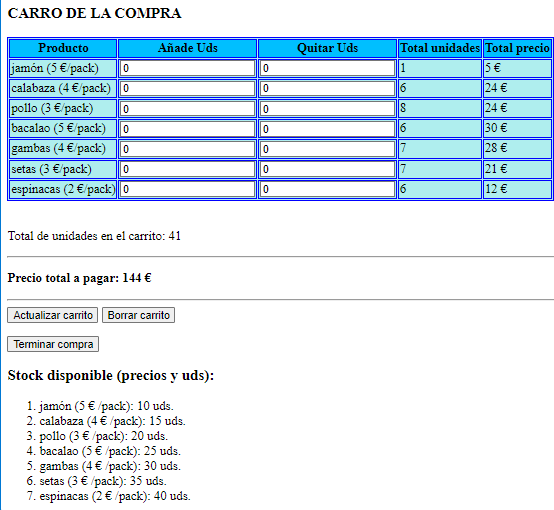 CARRO DE LA COMPRA
Producto Añade Uds Quitar Uds Total unidades Total precio
jamón (5 €/pack) 0 0 1 5 €
calabaza (4 €/pack) 0 0 6 24 €
pollo (3 €/pack) 0 0 8 24 €
bacalao (5 €/pack) 0 0 6 30 €
gambas (4 €/pack) 0 0 7 28 €
setas (3 €/pack) 0 0 7 21 €
espinacas (2 €/pack) 0 0 6 12 €
Total de unidades en el carrito: 41
Precio total a pagar: 144 €
Actualizar carrito Borrar carrito
Terminar compra
Stock disponible (precios y uds):
1. jamón (5 € /pack): 10 uds.
2. calabaza (4 € /pack): 15 uds.
3. pollo (3 € /pack): 20 uds.
4. bacalao (5 € /pack): 25 uds.
5. gambas (4 € /pack): 30 uds.
6. setas (3 € /pack): 35 uds.
7. espinacas (2 € /pack): 40 uds.